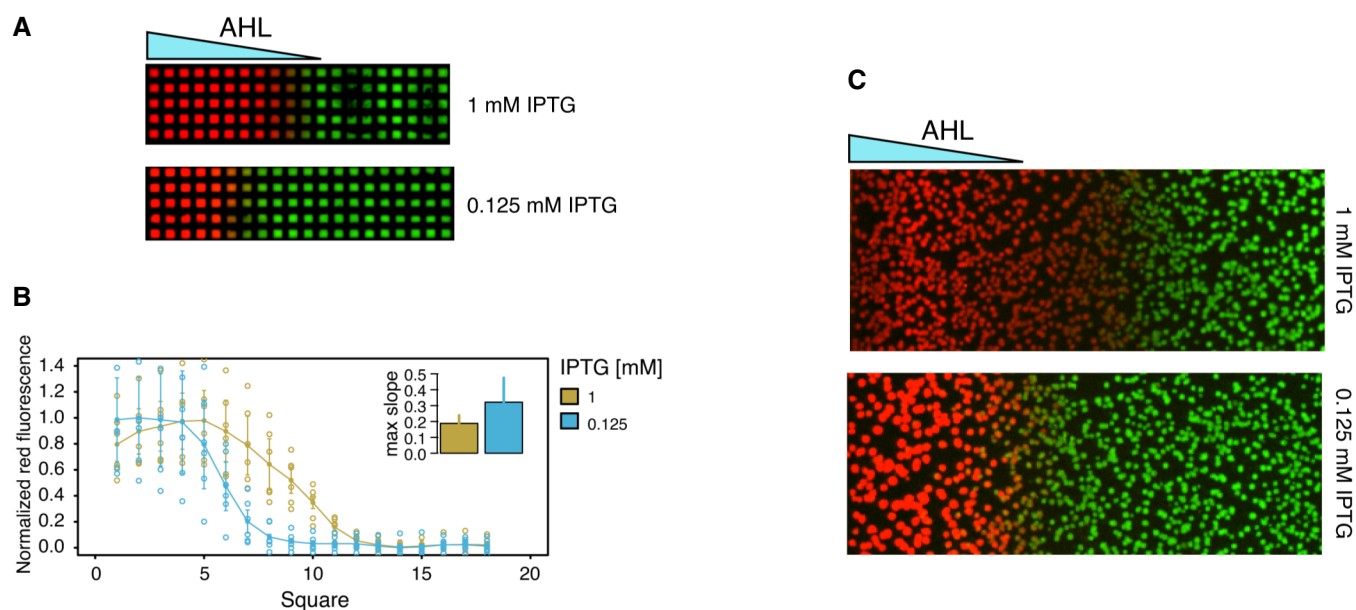 A
AHL
1 mM IPTG
0.125 mM IPTG
B
Normalized red fluorescence
1.4
1.2
1.0
0.8
0.6
0.4
0.2
0.0
0 5 10 15 20
Square
max slope
0.5
0.4
0.3
0.2
0.1
0.0
IPTG [mM]
1
0.125
C
AHL
1 mM IPTG
0.125 mM IPTG